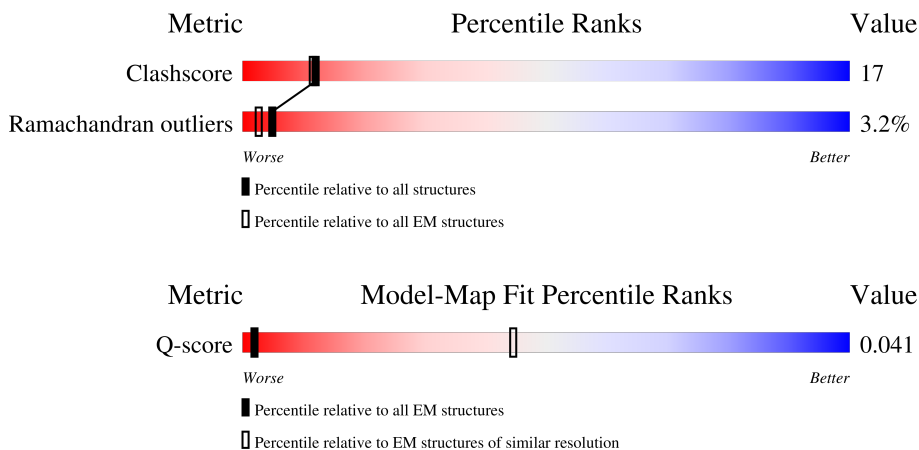 Metric Percentile Ranks Value
Clashscore 17
Ramachandran outliers 3.2%
Worse Better
Percentile relative to all structures
Percentile relative to all EM structures
Metric Model-Map Fit Percentile Ranks Value
Q-score 0.041
Worse Better
Percentile relative to all EM structures
Percentile relative to EM structures of similar resolution